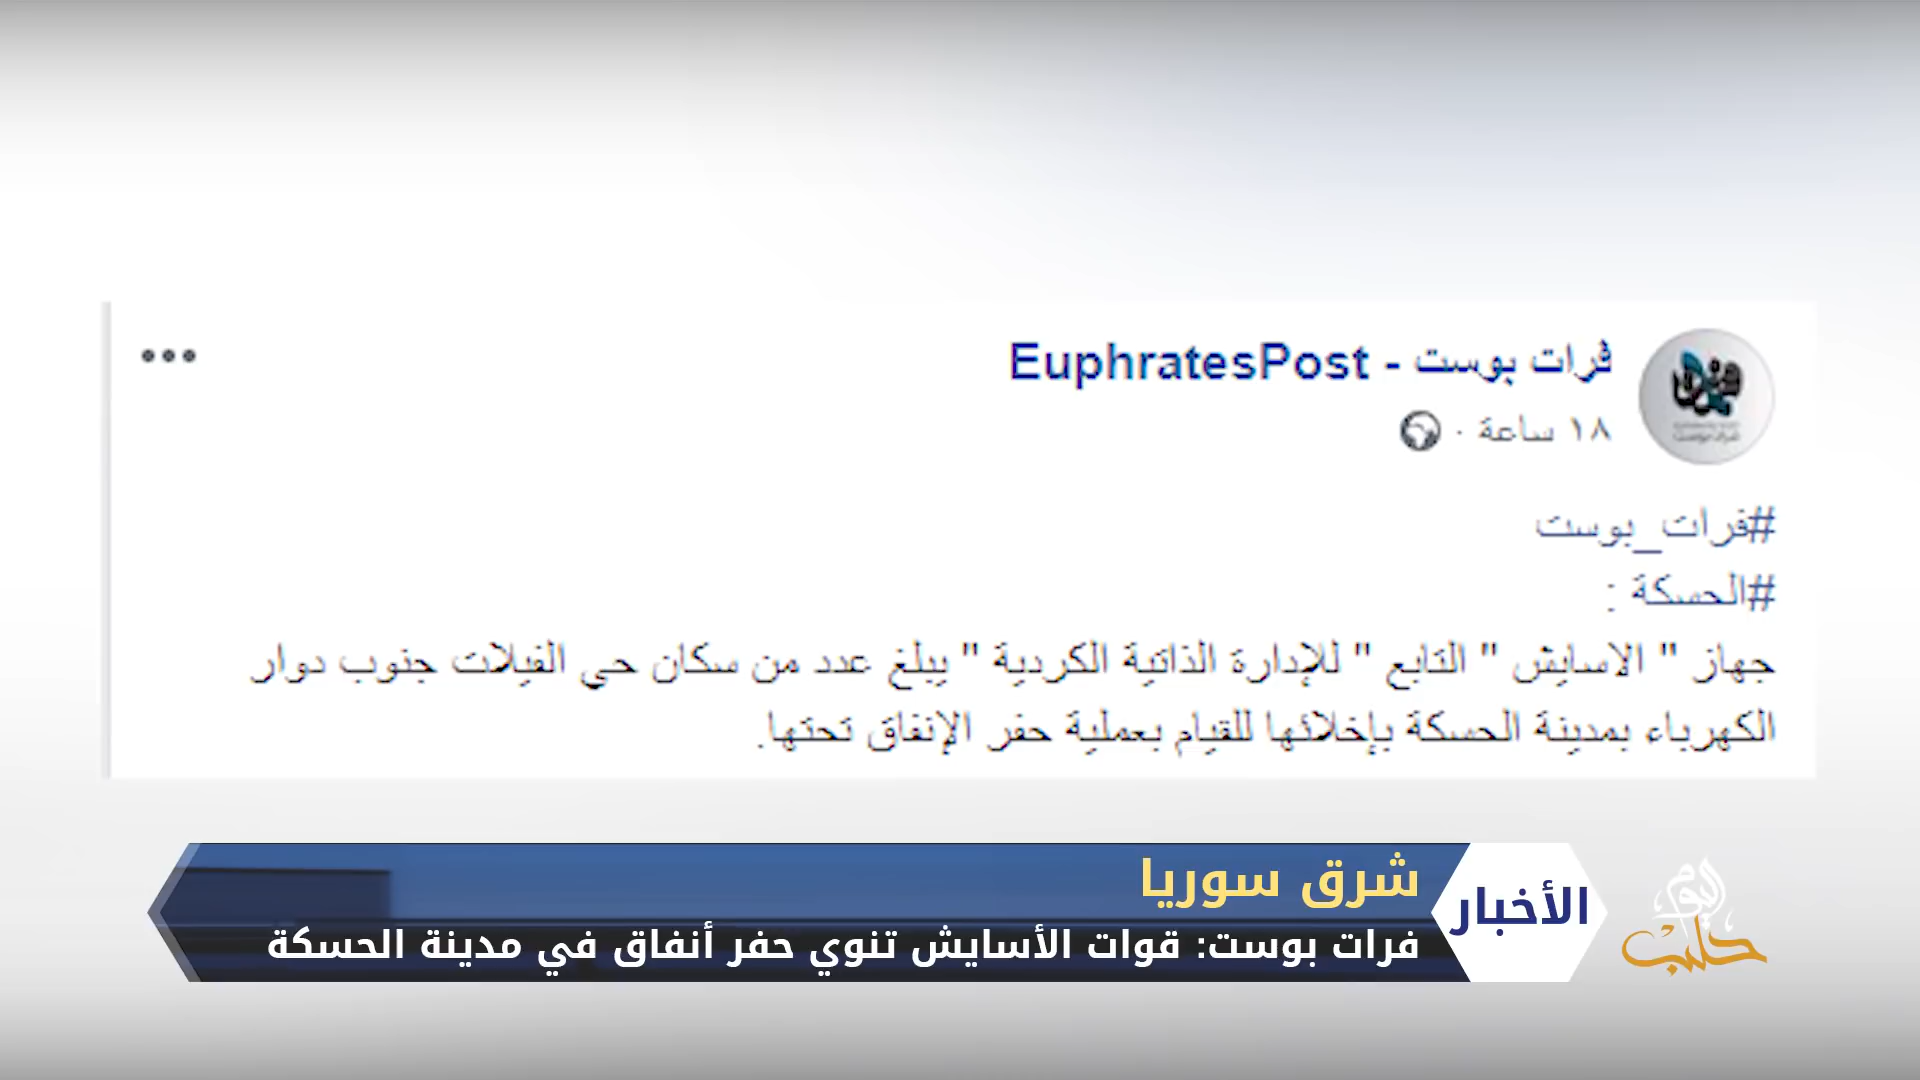 فرات بوست - EuphratesPost
١٨ ساعة ·
#فرات_بوست
#الحسكة :
جهاز " الاسايش " التابع " للإدارة الذاتية الكردية " يبلغ عدد من سكان حي الفيلات جنوب دوار
الكهرباء بمدينة الحسكة بإخلائها للقيام بعملية حفر الإنفاق تحتها.
شرق سوريا
الأخبار
فرات بوست: قوات الأسايش تنوي حفر أنفاق في مدينة الحسكة
حلب
اليوم